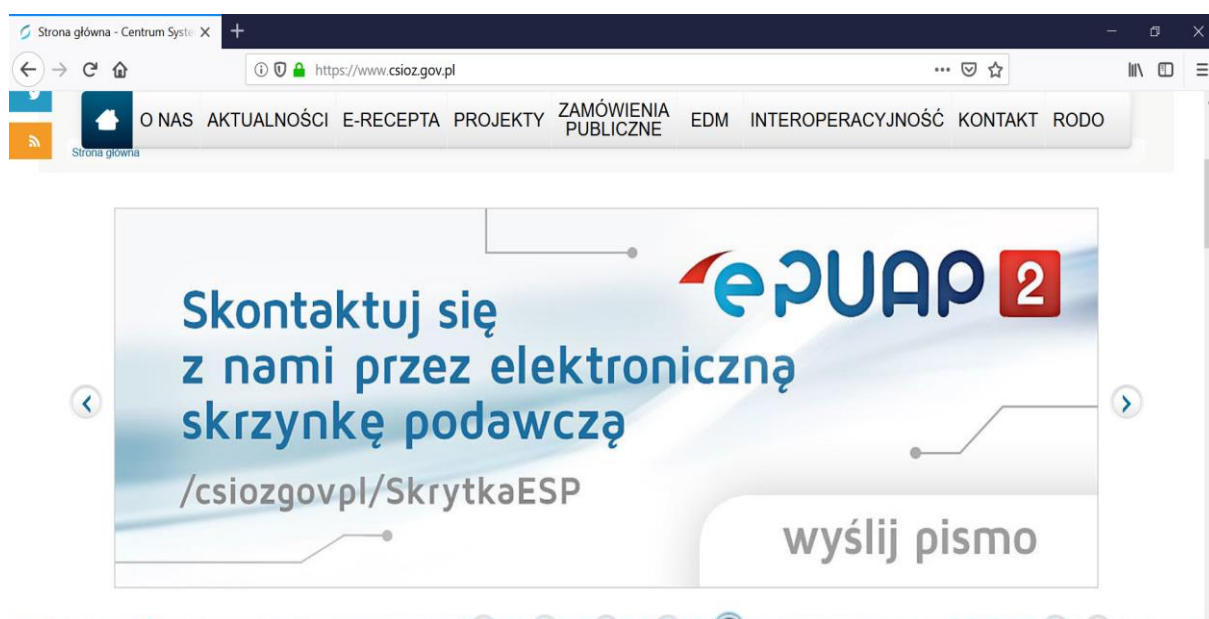 Strona główna - Centrum Syste
https://www.csioz.gov.pl
O NAS AKTUALNOŚCI E-RECEPTA PROJEKTY ZAMÓWIENIA PUBLICZNE EDM INTEROPERACYJNOŚĆ KONTAKT RODO
Strona główna
ePUAP 2
Skontaktuj się
z nami przez elektroniczną
skrzynkę podawczą
/csiozgovpl/SkrytkaESP
wyślij pismo